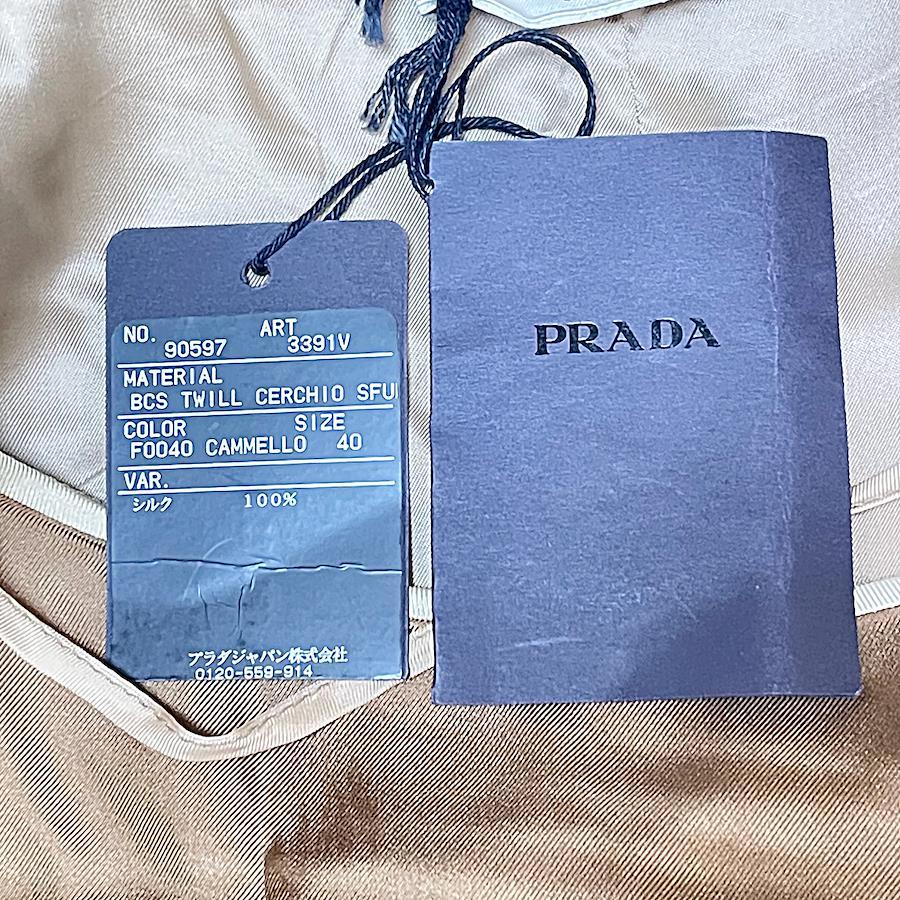 NO. ART
90597 3391V
MATERIAL
BCS TWILL CERCHIO SFU
COLOR SIZE
F0040 CAMMELLO 40
VAR.
シルク 100%
プラダジャパン株式会社
0120-559-914
PRADA